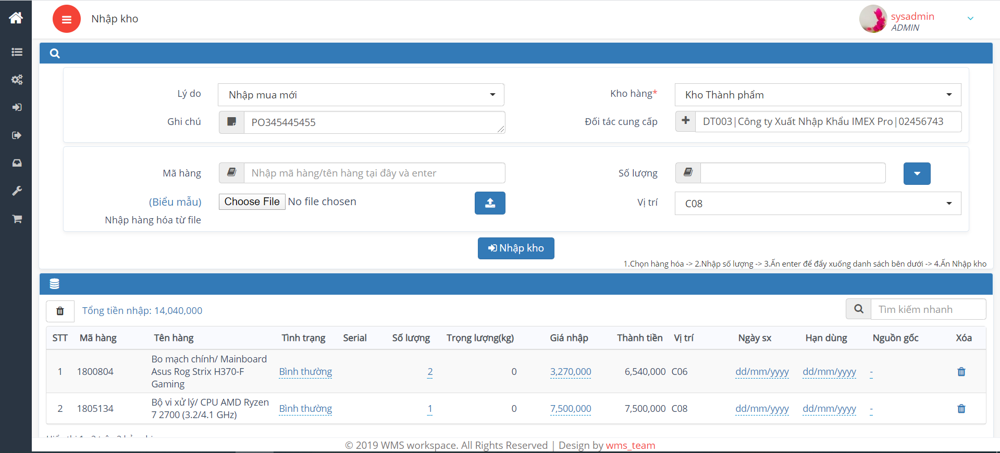 Nhập kho
sysadmin
ADMIN
Lý do
Nhập mua mới
Kho hàng*
Kho Thành phẩm
Ghi chú
PO345445455
Đối tác cung cấp
DT003|Công ty Xuất Nhập Khẩu IMEX Pro|02456743
Mã hàng
Nhập mã hàng/tên hàng tại đây và enter
Số lượng
(Biểu mẫu)
Choose File No file chosen
Vị trí
C08
Nhập hàng hóa từ file
Nhập kho
1.Chọn hàng hóa -> 2.Nhập số lượng -> 3.Ấn enter để đẩy xuống danh sách bên dưới -> 4.Ấn Nhập kho
Tổng tiền nhập: 14,040,000
Tìm kiếm nhanh
STT Mã hàng Tên hàng Tình trạng Serial Số lượng Trọng lượng(kg) Giá nhập Thành tiền Vị trí Ngày sx Hạn dùng Nguồn gốc Xóa
Bo mạch chính/ Mainboard
1 1800804 Asus Rog Strix H370-F Bình thường 2 0 3,270,000 6,540,000 C06 dd/mm/yyyy dd/mm/yyyy -
Gaming
Bộ vi xử lý/ CPU AMD Ryzen
2 1805134 7 2700 (3.2/4.1 GHz) Bình thường 1 0 7,500,000 7,500,000 C08 dd/mm/yyyy dd/mm/yyyy -
© 2019 WMS workspace. All Rights Reserved | Design by wms_team